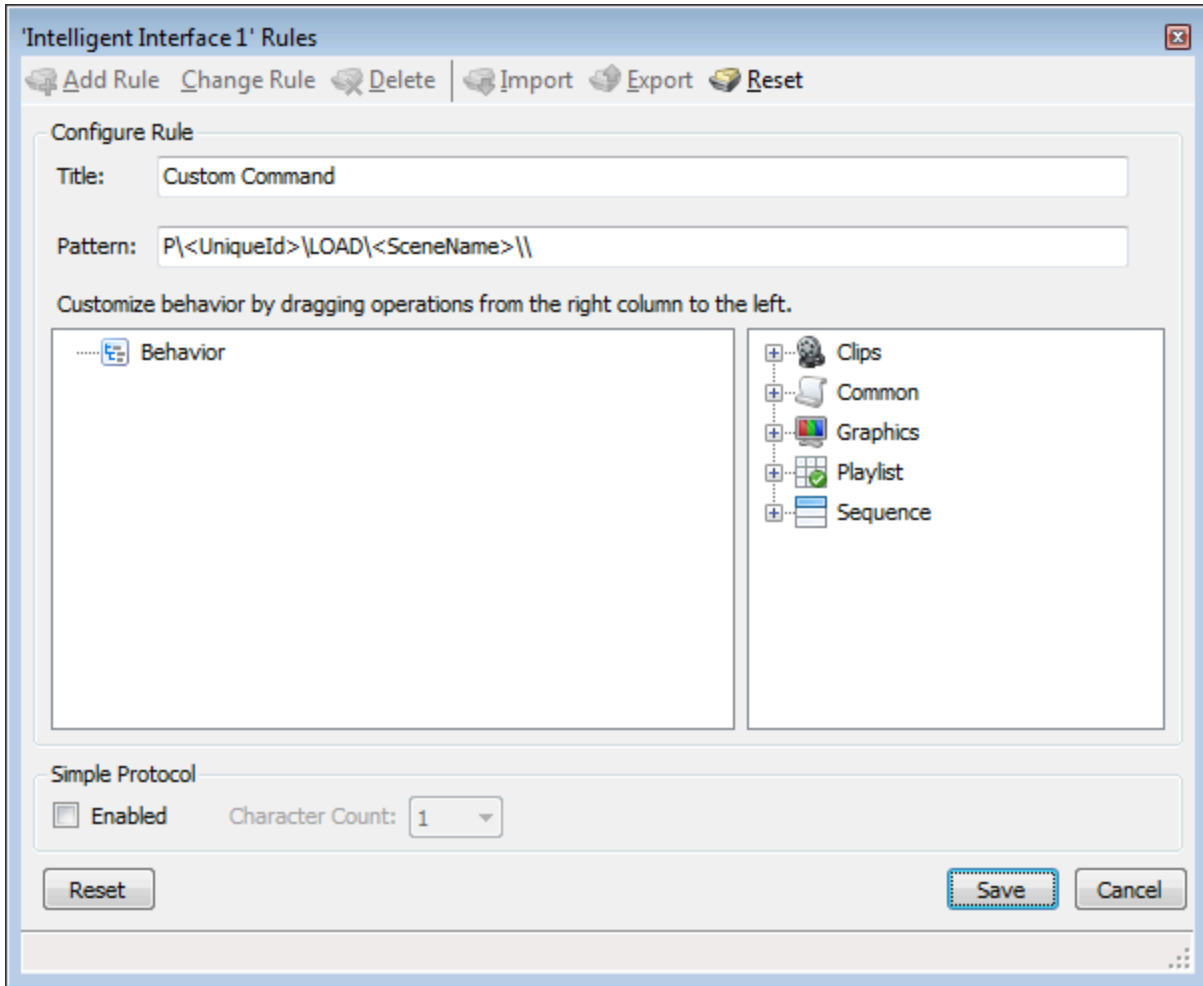 'Intelligent Interface 1' Rules
Add Rule Change Rule Delete Import Export Reset
Configure Rule
Title: Custom Command
Pattern: P\<UniqueId>\LOAD\<SceneName>\\
Customize behavior by dragging operations from the right column to the left.
Behavior
Clips
Common
Graphics
Playlist
Sequence
Simple Protocol
Enabled Character Count: 1
Reset Save Cancel